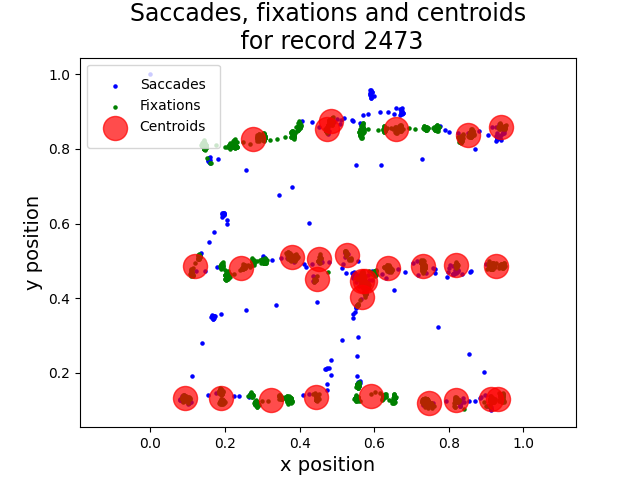 Saccades, fixations and centroids
for record 2473
Saccades
Fixations
Centroids
1.0
0.8
0.6
0.4
0.2
y position
0.0 0.2 0.4 0.6 0.8 1.0
x position